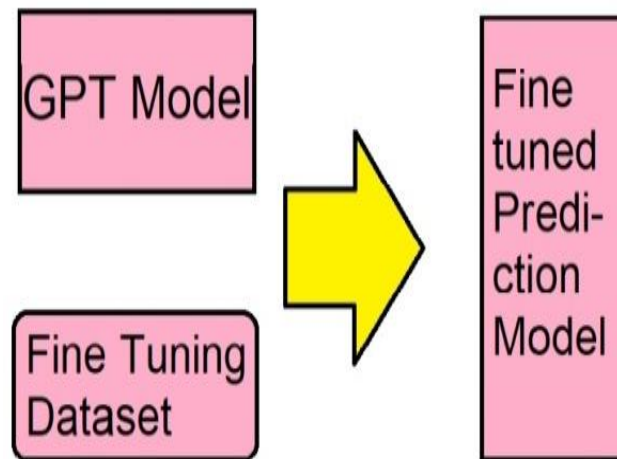 GPT Model
Fine Tuning
Dataset
Fine
tuned
Predi-
ction
Model